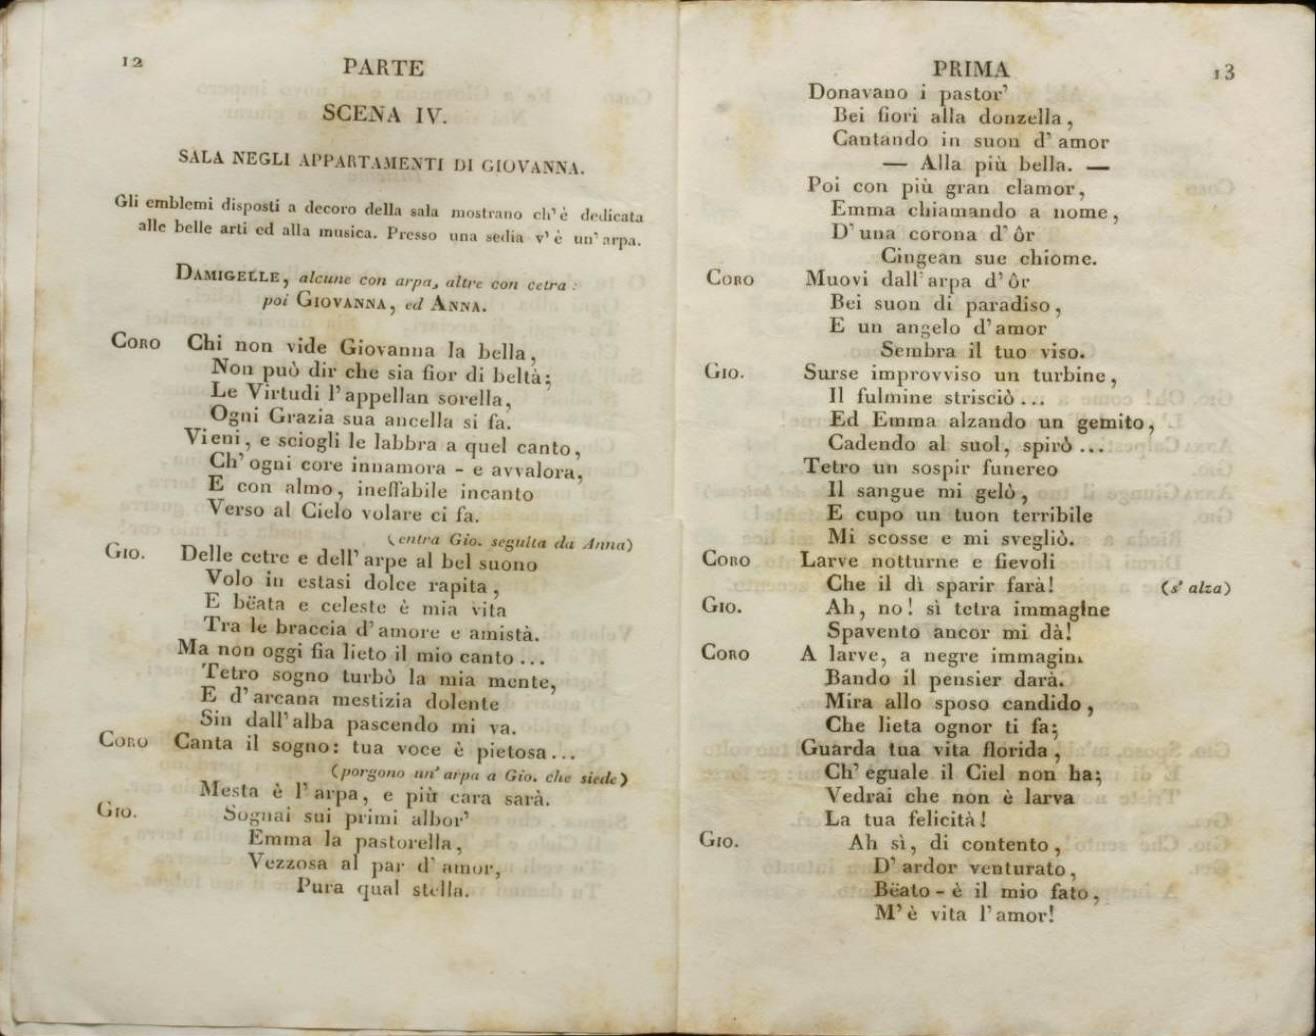 12
PARTE
SCENA IV.
SALA NEGLI APPARTAMENTI DI GIOVANNA.
Gli emblemi disposti a decoro della sala mostrano ch' è dedicata
alle belle arti ed alla musica. Presso una sedia v' è un' arpa.
DAMIGELLE, alcune con arpa, altre con cetra:
poi GIOVANNA, ed ANNA.
CORO Chi non vide Giovanna la bella,
Non può dir che sia fior di beltà;
Le Virtudi l' appellan sorella,
Ogni Grazia sua ancella si fa.
Vieni, e sciogli le labbra a quel canto,
Ch' ogni core innamora - e avvalora,
E con almo, ineffabile incanto
Verso al Cielo volare ci fa.
(entra Gio. seguita da Anna)
GIO. Delle cetre e dell' arpe al bel suono
Volo in estasi dolce rapita,
E bëata e celeste è mia vita
Tra le braccia d' amore e amistà.
Ma non oggi fia lieto il mio canto...
Tetro sogno turbò la mia mente,
E d' arcana mestizia dolente
Sin dall' alba pascendo mi va.
CORO Canta il sogno: tua voce è pietosa...
(porgono un' arpa a Gio. che siede)
Mesta è l' arpa, e più cara sarà.
GIO. Sognai sui primi albor'
Emma la pastorella,
Vezzosa al par d' amor,
Pura qual stella.
PRIMA
13
Donavano i pastor'
Bei fiori alla donzella,
Cantando in suon d' amor
— Alla più bella. —
Poi con più gran clamor,
Emma chiamando a nome,
D' una corona d' ôr
Cingean sue chiome.
CORO Muovi dall' arpa d' ôr
Bei suon di paradiso,
E un angelo d' amor
Sembra il tuo viso.
GIO. Surse improvviso un turbine,
Il fulmine strisciò...
Ed Emma alzando un gemito,
Cadendo al suol, spirò...
Tetro un sospir funereo
Il sangue mi gelò,
E cupo un tuon terribile
Mi scosse e mi svegliò.
CORO Larve notturne e fievoli
Che il dì sparir farà! (s' alza)
GIO. Ah, no! sì tetra immagine
Spavento ancor mi dà!
CORO A larve, a negre immagini
Bando il pensier darà.
Mira allo sposo candido,
Che lieta ognor ti fa;
Guarda tua vita florida,
Ch' eguale il Ciel non ha;
Vedrai che non è larva
La tua felicità!
GIO. Ah sì, di contento,
D' ardor venturato,
Bëato - è il mio fato,
M' è vita l' amor!